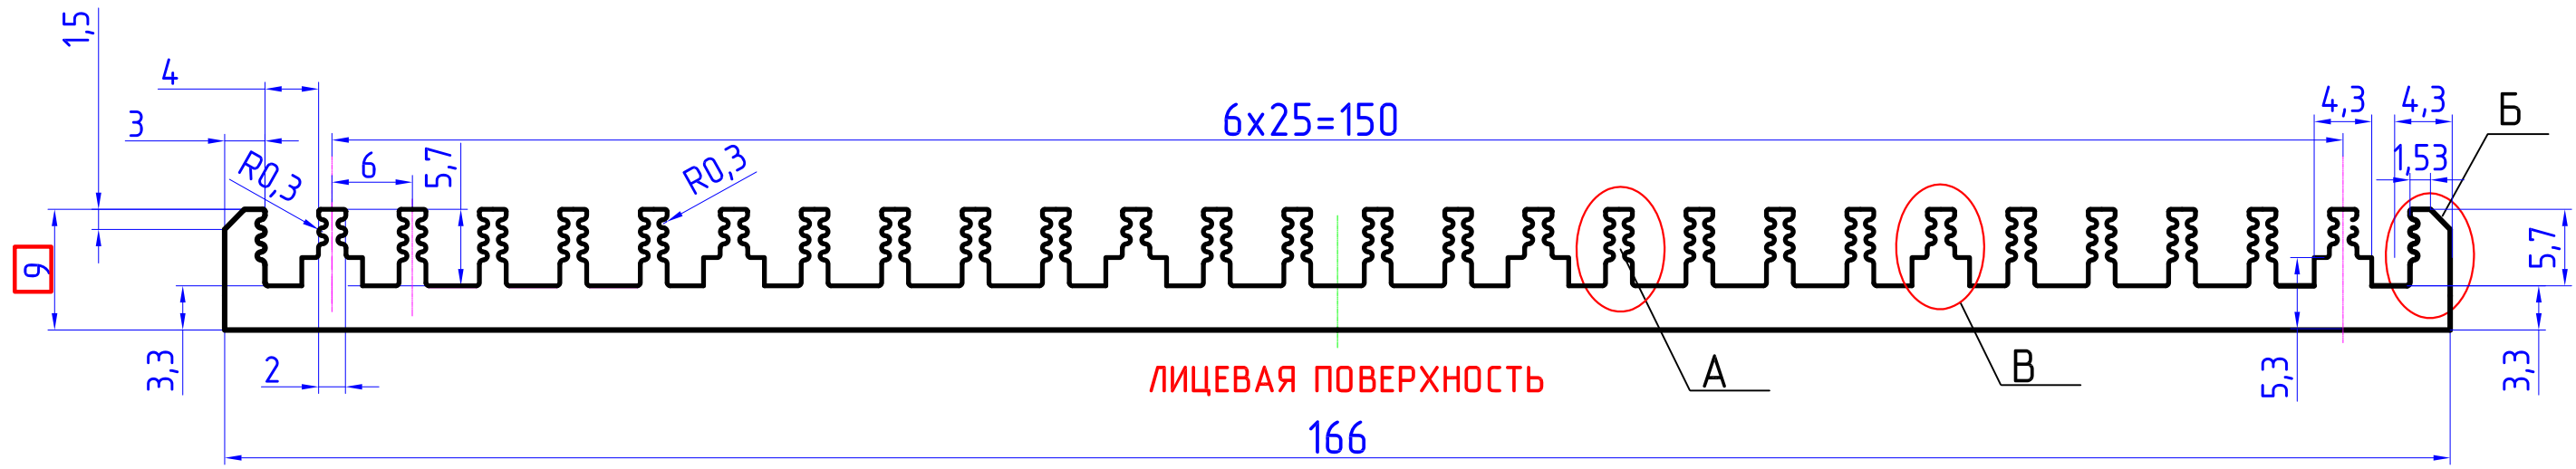 1,5
4
3
R0,3
6
5,7
R0,3
6x25=150
4,3
4,3
1,53
Б
9
3,3
2
5,7
5,3
3,3
ЛИЦЕВАЯ ПОВЕРХНОСТЬ
А
В
166